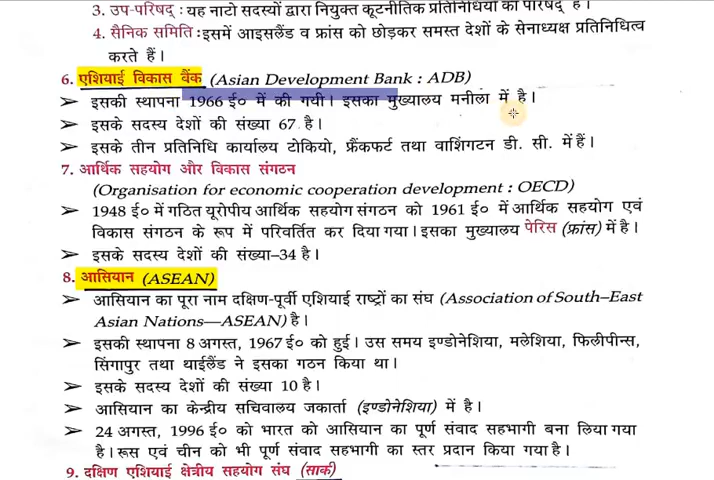 3. उप-परिषद् : यह नाटो सदस्यों द्वारा नियुक्त कूटनीतिक प्रतिनिधियों की परिषद् है।
4. सैनिक समिति : इसमें आइसलैंड व फ्रांस को छोड़कर समस्त देशों के सेनाध्यक्ष प्रतिनिधित्व
करते हैं।
6. एशियाई विकास बैंक (Asian Development Bank : ADB)
➢ इसकी स्थापना 1966 ई० में की गयी। इसका मुख्यालय मनीला में है।
➢ इसके सदस्य देशों की संख्या 67 है।
➢ इसके तीन प्रतिनिधि कार्यालय टोकियो, फ्रैंकफर्ट तथा वाशिंगटन डी. सी. में हैं।
7. आर्थिक सहयोग और विकास संगठन
(Organisation for economic cooperation development : OECD)
➢ 1948 ई० में गठित यूरोपीय आर्थिक सहयोग संगठन को 1961 ई० में आर्थिक सहयोग एवं
विकास संगठन के रूप में परिवर्तित कर दिया गया। इसका मुख्यालय पेरिस (फ्रांस) में है।
➢ इसके सदस्य देशों की संख्या–34 है।
8. आसियान (ASEAN)
➢ आसियान का पूरा नाम दक्षिण-पूर्वी एशियाई राष्ट्रों का संघ (Association of South–East
Asian Nations—ASEAN) है।
➢ इसकी स्थापना 8 अगस्त, 1967 ई० को हुई। उस समय इण्डोनेशिया, मलेशिया, फिलीपीन्स,
सिंगापुर तथा थाईलैंड ने इसका गठन किया था।
➢ इसके सदस्य देशों की संख्या 10 है।
➢ आसियान का केन्द्रीय सचिवालय जकार्ता (इण्डोनेशिया) में है।
➢ 24 अगस्त, 1996 ई० को भारत को आसियान का पूर्ण संवाद सहभागी बना लिया गया
है। रूस एवं चीन को भी पूर्ण संवाद सहभागी का स्तर प्रदान किया गया है।
9. दक्षिण एशियाई क्षेत्रीय सहयोग संघ (सार्क)